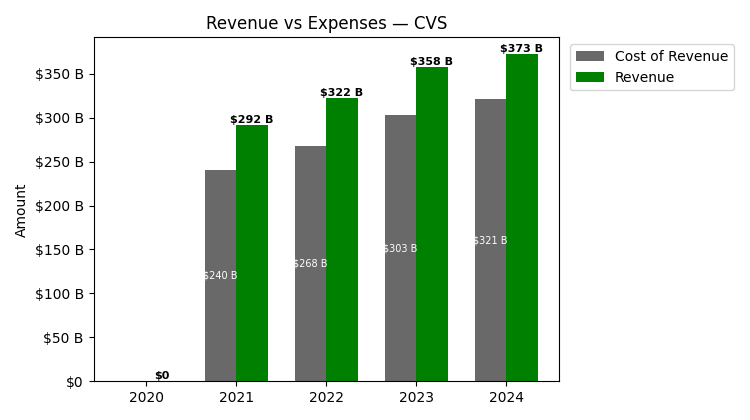 Revenue vs Expenses — CVS
Cost of Revenue
Revenue
Amount
$350 B
$300 B
$250 B
$200 B
$150 B
$100 B
$50 B
$0
$0
$292 B
$322 B
$358 B
$373 B
$240 B
$268 B
$303 B
$321 B
2020
2021
2022
2023
2024